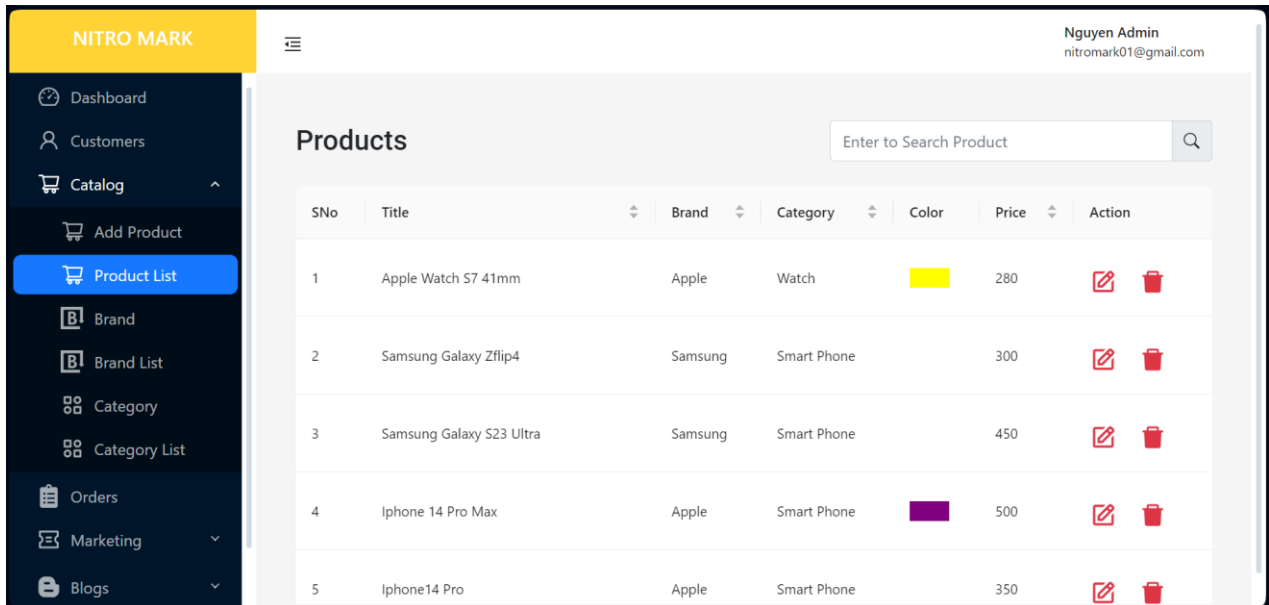 NITRO MARK
Nguyen Admin
nitromark01@gmail.com
Dashboard
Customers
Catalog
Add Product
Product List
Brand
Brand List
Category
Category List
Orders
Marketing
Blogs
Products
Enter to Search Product
SNo Title Brand Category Color Price Action
1 Apple Watch S7 41mm Apple Watch 280
2 Samsung Galaxy Zflip4 Samsung Smart Phone 300
3 Samsung Galaxy S23 Ultra Samsung Smart Phone 450
4 Iphone 14 Pro Max Apple Smart Phone 500
5 Iphone14 Pro Apple Smart Phone 350